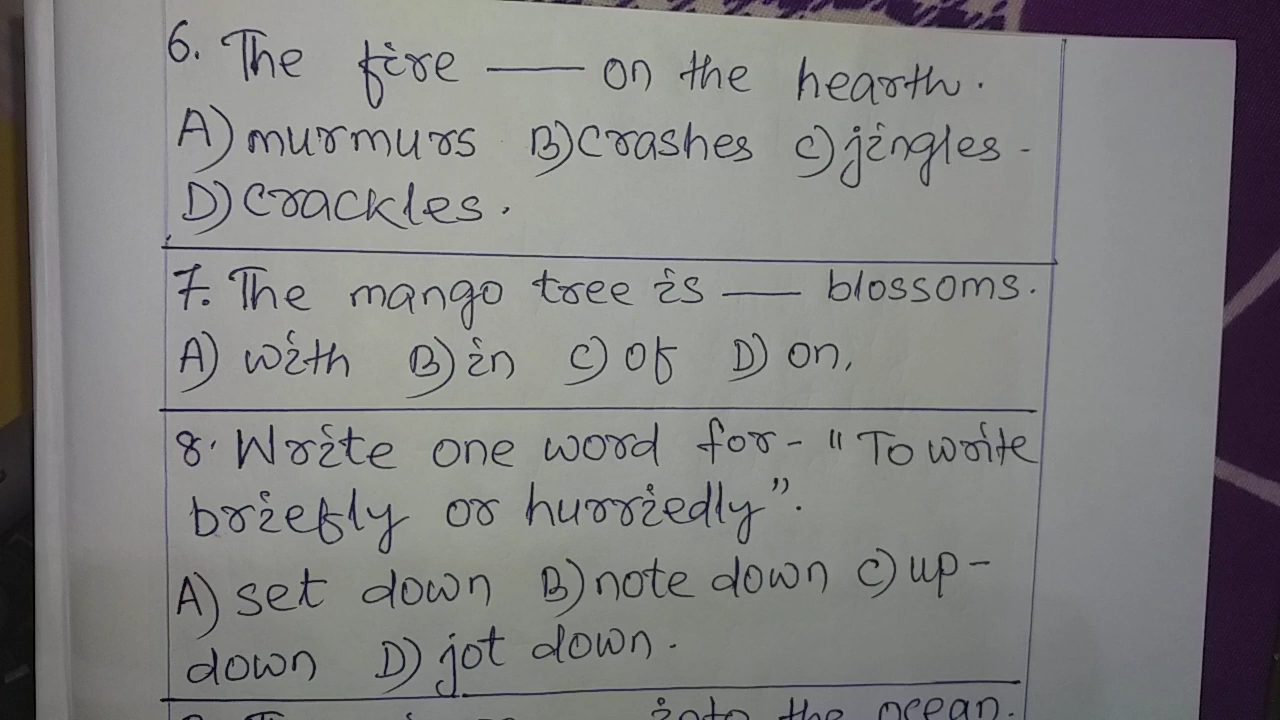 6. The fire — on the hearth.
A) murmurs B) crashes C) jingles -
D) crackles.
7. The mango tree is — blossoms.
A) with B) in C) of D) on,
8. Write one word for - "To write
briefly or hurriedly".
A) set down B) note down C) up-
down D) jot down.
into the ocean.